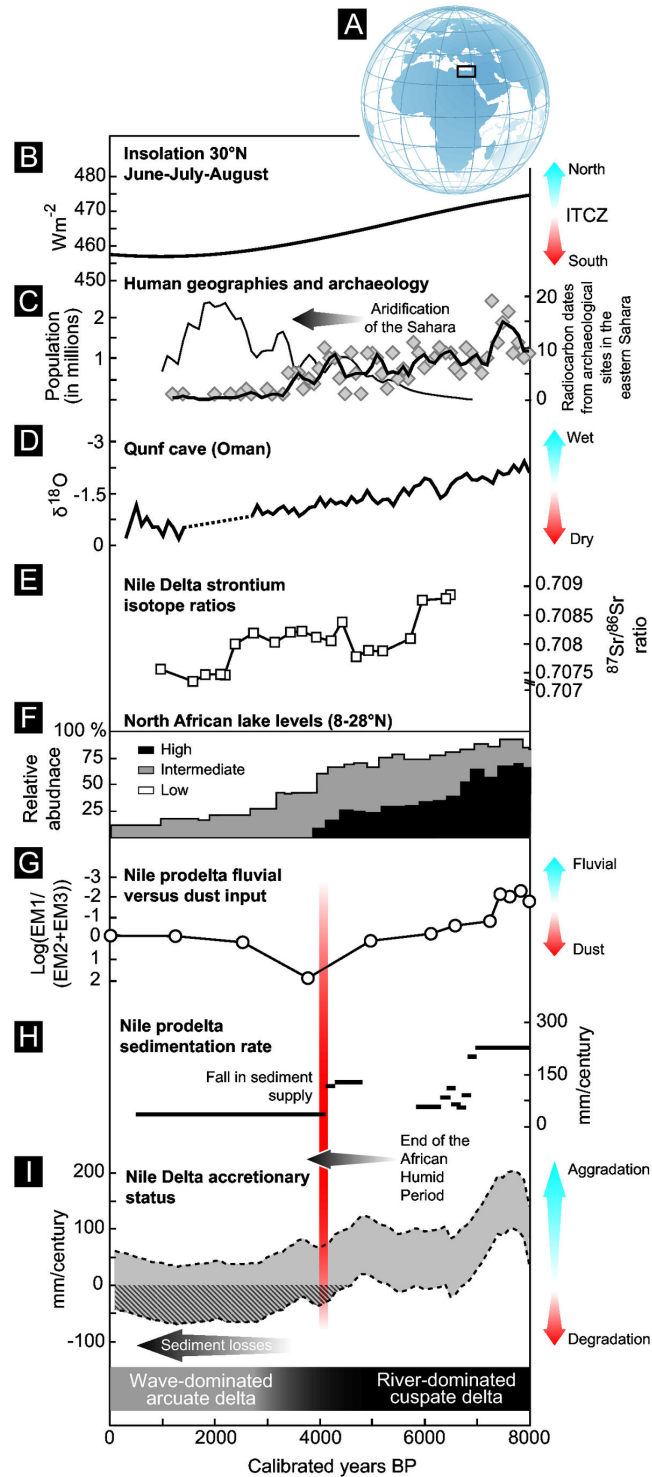 A
B
Insolation 30°N
June-July-August
480
470
460
450
Wm-2
North
ITCZ
South
C
Human geographies and archaeology
Aridification
of the Sahara
2
1
Population
(in millions)
20
10
0
Radiocarbon dates
from archaeological
sites in the
eastern Sahara
D
Qunf cave (Oman)
-3
-1.5
0
δ18O
Wet
Dry
E
Nile Delta strontium
isotope ratios
0.709
0.7085
0.708
0.7075
0.707
87Sr/86Sr
ratio
F
North African lake levels (8-28°N)
100 %
75
50
25
Relative
abudnace
High
Intermediate
Low
G
Nile prodelta fluvial
versus dust input
-3
-2
-1
0
1
2
Log(EM1/
(EM2+EM3))
Fluvial
Dust
H
Nile prodelta
sedimentation rate
Fall in sediment
supply
300
150
0
mm/century
End of the
African
Humid
Period
I
Nile Delta accretionary
status
200
100
0
-100
mm/century
Aggradation
Degradation
Sediment losses
Wave-dominated
arcuate delta
River-dominated
cuspate delta
0 2000 4000 6000 8000
Calibrated years BP